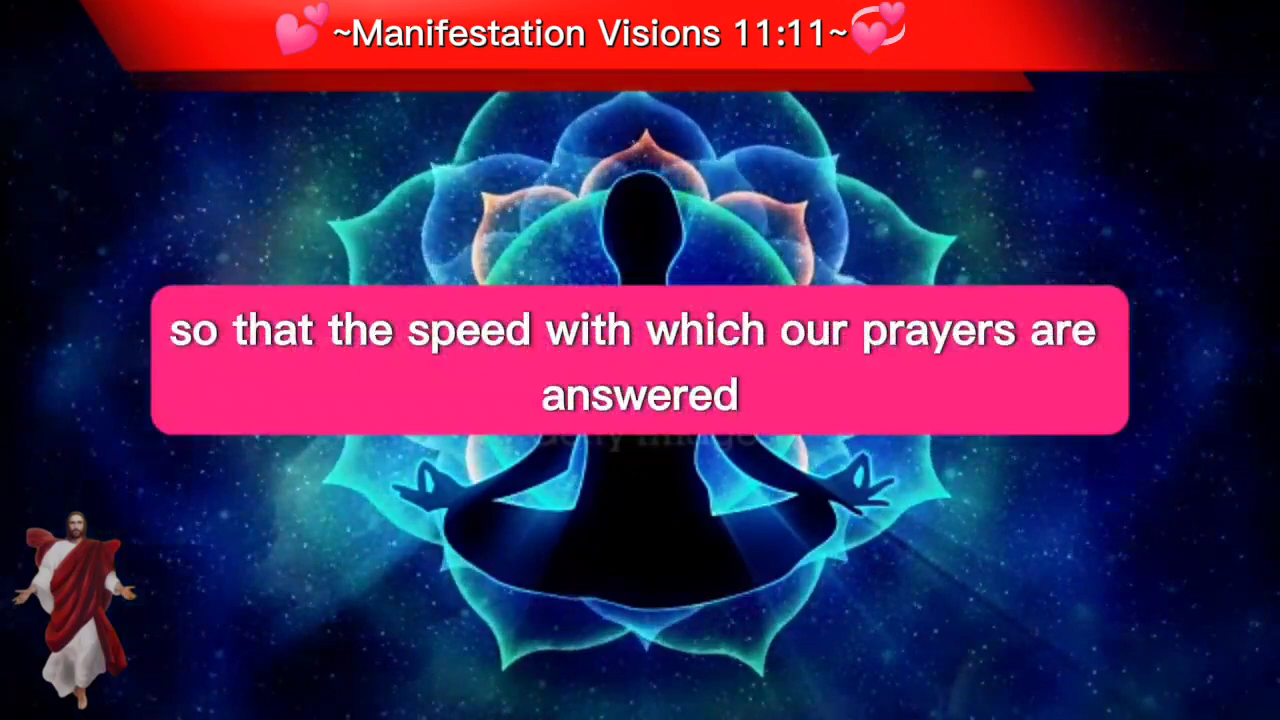 💕~Manifestation Visions 11:11~💞
so that the speed with which our prayers are
answered